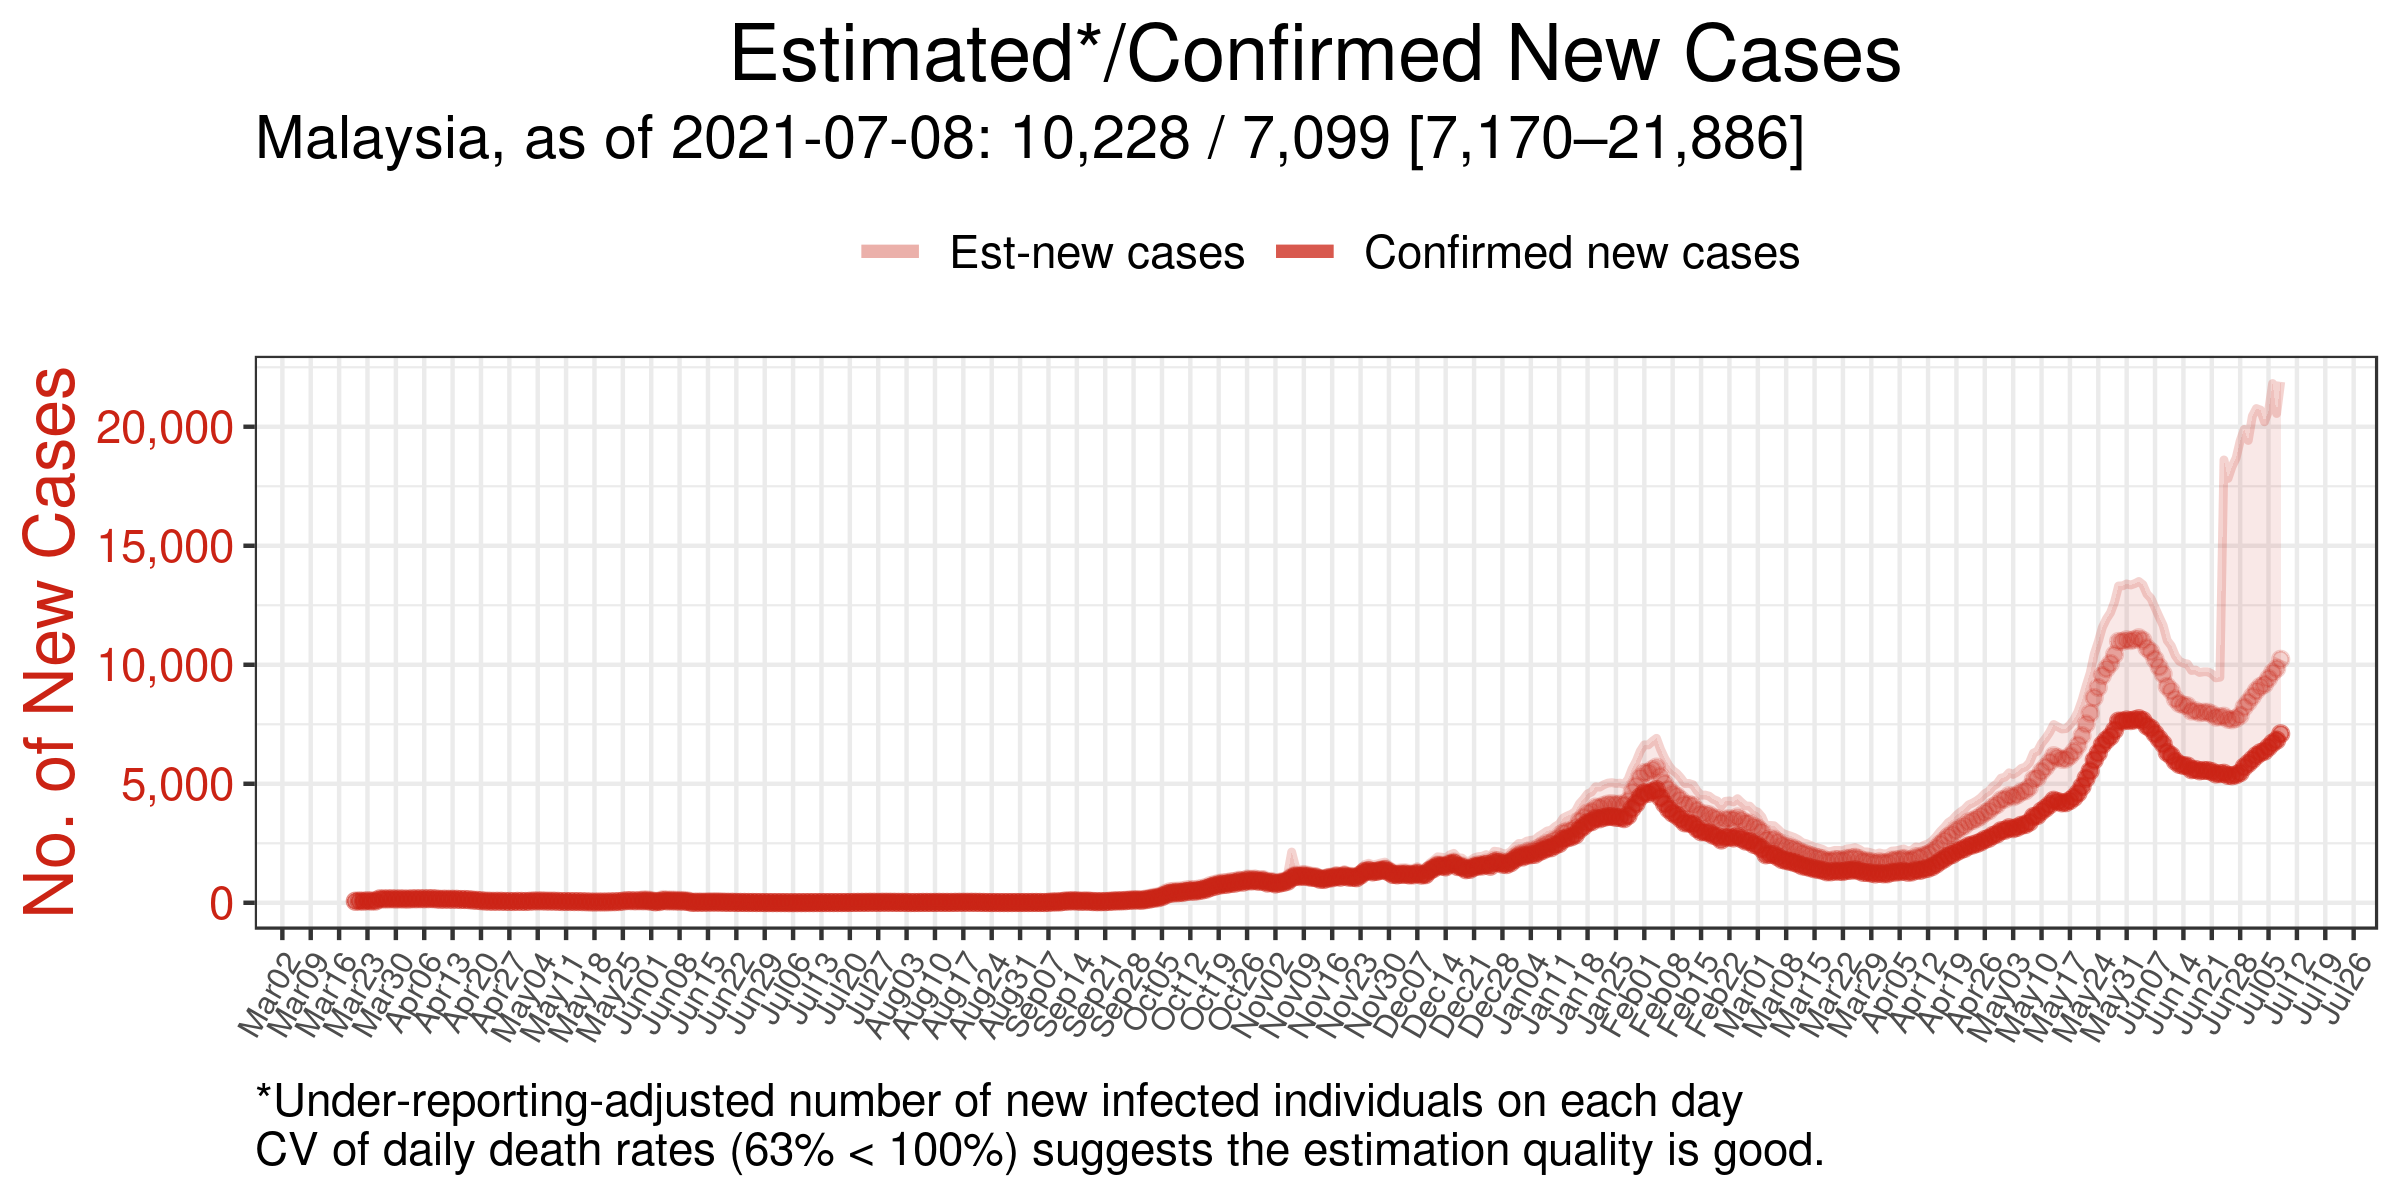 Estimated*/Confirmed New Cases
Malaysia, as of 2021-07-08: 10,228 / 7,099 [7,170–21,886]
Est-new cases
Confirmed new cases
No. of New Cases
20,000
15,000
10,000
5,000
0
Mar02
Mar09
Mar16
Mar23
Mar30
Apr06
Apr13
Apr20
Apr27
May04
May11
May18
May25
Jun01
Jun08
Jun15
Jun22
Jun29
Jul06
Jul13
Jul20
Jul27
Aug03
Aug10
Aug17
Aug24
Aug31
Sep07
Sep14
Sep21
Sep28
Oct05
Oct12
Oct19
Oct26
Nov02
Nov09
Nov16
Nov23
Nov30
Dec07
Dec14
Dec21
Dec28
Jan04
Jan11
Jan18
Jan25
Feb01
Feb08
Feb15
Feb22
Mar01
Mar08
Mar15
Mar22
Mar29
Apr05
Apr12
Apr19
Apr26
May03
May10
May17
May24
May31
Jun07
Jun14
Jun21
Jun28
Jul05
Jul12
Jul19
Jul26
*Under-reporting-adjusted number of new infected individuals on each day
CV of daily death rates (63% < 100%) suggests the estimation quality is good.